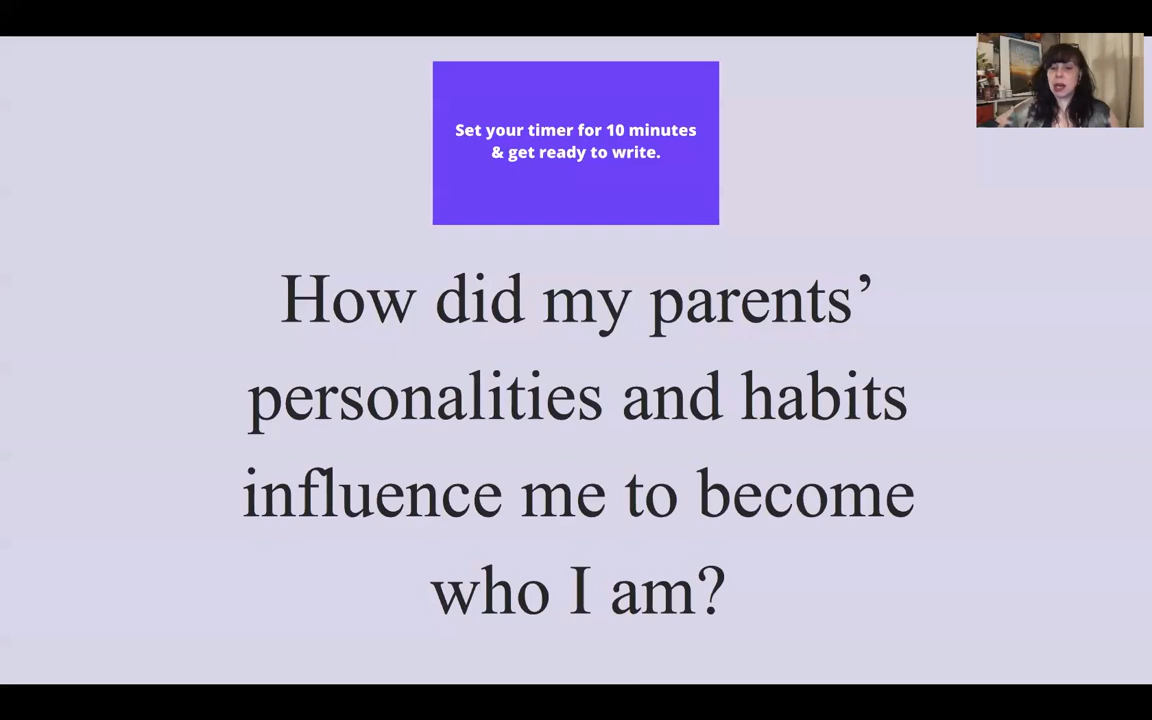 Set your timer for 10 minutes
& get ready to write.
How did my parents’
personalities and habits
influence me to become
who I am?